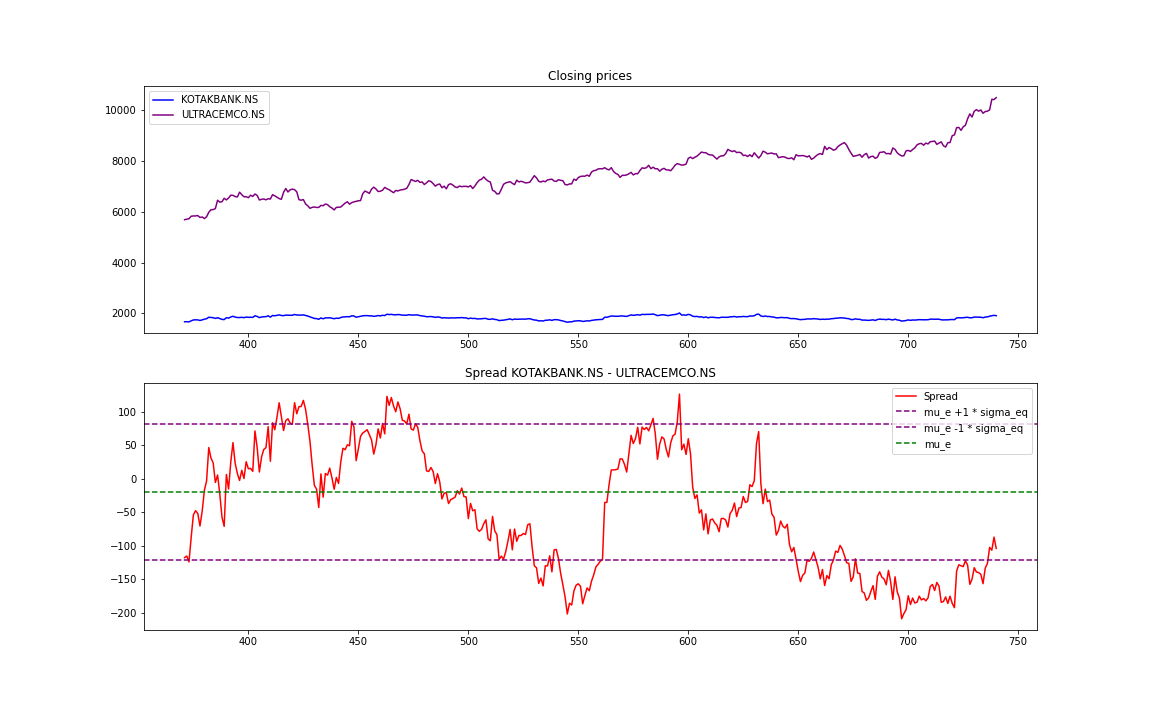 Closing prices
KOTAKBANK.NS
ULTRACEMCO.NS
10000
8000
6000
4000
2000
400 450 500 550 600 650 700 750
Spread KOTAKBANK.NS - ULTRACEMCO.NS
Spread
mu_e +1 * sigma_eq
mu_e -1 * sigma_eq
mu_e
100
50
0
−50
−100
−150
−200
400 450 500 550 600 650 700 750